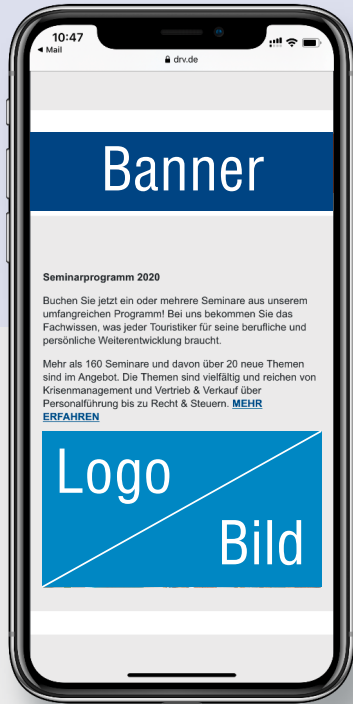 10:47
◀ Mail
drv.de
Banner
Seminarprogramm 2020
Buchen Sie jetzt ein oder mehrere Seminare aus unserem
umfangreichen Programm! Bei uns bekommen Sie das
Fachwissen, was jeder Touristiker für seine berufliche und
persönliche Weiterentwicklung braucht.
Mehr als 160 Seminare und davon über 20 neue Themen
sind im Angebot. Die Themen sind vielfältig und reichen von
Krisenmanagement und Vertrieb & Verkauf über
Personalführung bis zu Recht & Steuern. MEHR
ERFAHREN
Logo
Bild